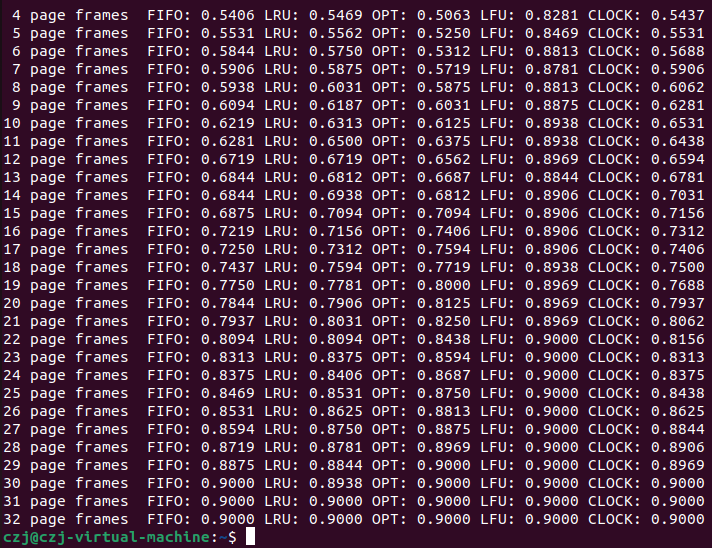 4 page frames  FIFO: 0.5406 LRU: 0.5469 OPT: 0.5063 LFU: 0.8281 CLOCK: 0.5437
5 page frames  FIFO: 0.5531 LRU: 0.5562 OPT: 0.5250 LFU: 0.8469 CLOCK: 0.5531
6 page frames  FIFO: 0.5844 LRU: 0.5750 OPT: 0.5312 LFU: 0.8813 CLOCK: 0.5688
7 page frames  FIFO: 0.5906 LRU: 0.5875 OPT: 0.5719 LFU: 0.8781 CLOCK: 0.5906
8 page frames  FIFO: 0.5938 LRU: 0.6031 OPT: 0.5875 LFU: 0.8813 CLOCK: 0.6062
9 page frames  FIFO: 0.6094 LRU: 0.6187 OPT: 0.6031 LFU: 0.8875 CLOCK: 0.6281
10 page frames  FIFO: 0.6219 LRU: 0.6313 OPT: 0.6125 LFU: 0.8938 CLOCK: 0.6531
11 page frames  FIFO: 0.6281 LRU: 0.6500 OPT: 0.6375 LFU: 0.8938 CLOCK: 0.6438
12 page frames  FIFO: 0.6719 LRU: 0.6719 OPT: 0.6562 LFU: 0.8969 CLOCK: 0.6594
13 page frames  FIFO: 0.6844 LRU: 0.6812 OPT: 0.6687 LFU: 0.8844 CLOCK: 0.6781
14 page frames  FIFO: 0.6844 LRU: 0.6938 OPT: 0.6812 LFU: 0.8906 CLOCK: 0.7031
15 page frames  FIFO: 0.6875 LRU: 0.7094 OPT: 0.7094 LFU: 0.8906 CLOCK: 0.7156
16 page frames  FIFO: 0.7219 LRU: 0.7156 OPT: 0.7406 LFU: 0.8906 CLOCK: 0.7312
17 page frames  FIFO: 0.7250 LRU: 0.7312 OPT: 0.7594 LFU: 0.8906 CLOCK: 0.7406
18 page frames  FIFO: 0.7437 LRU: 0.7594 OPT: 0.7719 LFU: 0.8938 CLOCK: 0.7500
19 page frames  FIFO: 0.7750 LRU: 0.7781 OPT: 0.8000 LFU: 0.8969 CLOCK: 0.7688
20 page frames  FIFO: 0.7844 LRU: 0.7906 OPT: 0.8125 LFU: 0.8969 CLOCK: 0.7937
21 page frames  FIFO: 0.7937 LRU: 0.8031 OPT: 0.8250 LFU: 0.8969 CLOCK: 0.8062
22 page frames  FIFO: 0.8094 LRU: 0.8094 OPT: 0.8438 LFU: 0.9000 CLOCK: 0.8156
23 page frames  FIFO: 0.8313 LRU: 0.8375 OPT: 0.8594 LFU: 0.9000 CLOCK: 0.8313
24 page frames  FIFO: 0.8375 LRU: 0.8406 OPT: 0.8687 LFU: 0.9000 CLOCK: 0.8375
25 page frames  FIFO: 0.8469 LRU: 0.8531 OPT: 0.8750 LFU: 0.9000 CLOCK: 0.8438
26 page frames  FIFO: 0.8531 LRU: 0.8625 OPT: 0.8813 LFU: 0.9000 CLOCK: 0.8625
27 page frames  FIFO: 0.8594 LRU: 0.8750 OPT: 0.8875 LFU: 0.9000 CLOCK: 0.8844
28 page frames  FIFO: 0.8719 LRU: 0.8781 OPT: 0.8969 LFU: 0.9000 CLOCK: 0.8906
29 page frames  FIFO: 0.8875 LRU: 0.8844 OPT: 0.9000 LFU: 0.9000 CLOCK: 0.8969
30 page frames  FIFO: 0.9000 LRU: 0.8938 OPT: 0.9000 LFU: 0.9000 CLOCK: 0.9000
31 page frames  FIFO: 0.9000 LRU: 0.9000 OPT: 0.9000 LFU: 0.9000 CLOCK: 0.9000
32 page frames  FIFO: 0.9000 LRU: 0.9000 OPT: 0.9000 LFU: 0.9000 CLOCK: 0.9000
czj@czj-virtual-machine:~$